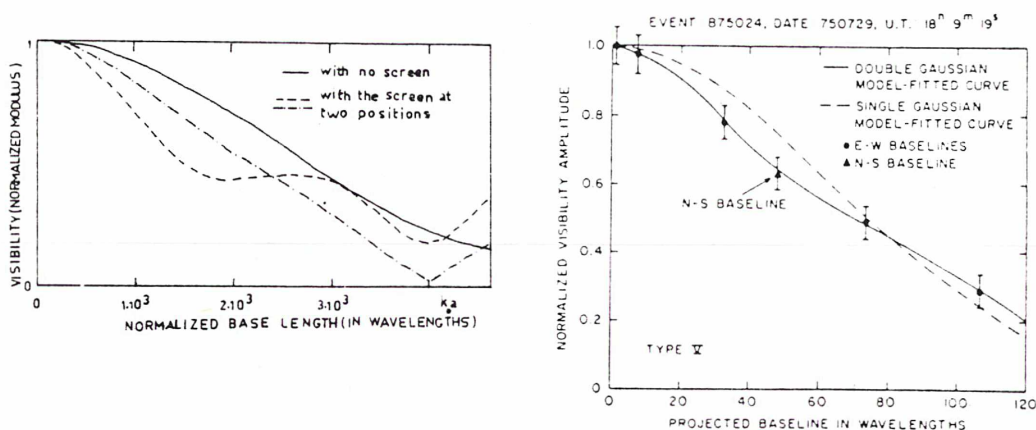 VISIBILITY (NORMALIZED MODULUS)
1
with no screen
with the screen at
two positions
0
0 1·10³ 2·10³ 3·10³
NORMALIZED BASE LENGTH (IN WAVELENGTHS)
EVENT 875024, DATE 750729, U.T. 18ʰ 9ᵐ 19ˢ
NORMALIZED VISIBILITY AMPLITUDE
1.0
0.8
0.6
0.4
0.2
0
DOUBLE GAUSSIAN
MODEL-FITTED CURVE
SINGLE GAUSSIAN
MODEL-FITTED CURVE
E-W BASELINES
N-S BASELINE
N-S BASELINE
TYPE V
0 20 40 60 80 100 120
PROJECTED BASELINE IN WAVELENGTHS